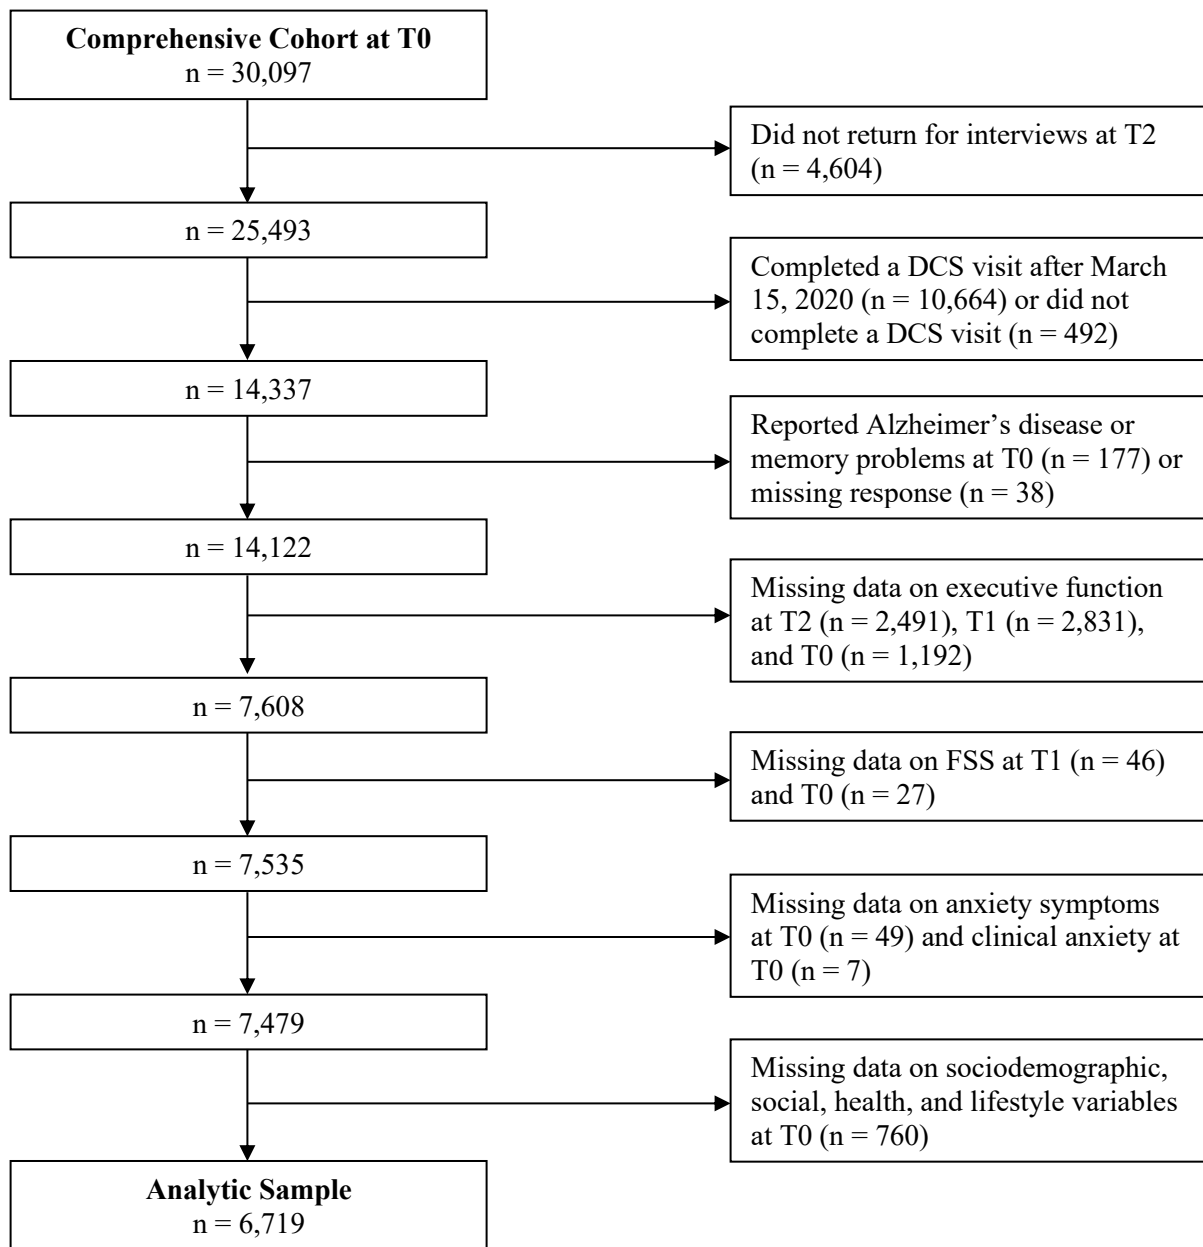 Comprehensive Cohort at T0
n = 30,097
Did not return for interviews at T2
(n = 4,604)
n = 25,493
Completed a DCS visit after March
15, 2020 (n = 10,664) or did not
complete a DCS visit (n = 492)
n = 14,337
Reported Alzheimer’s disease or
memory problems at T0 (n = 177) or
missing response (n = 38)
n = 14,122
Missing data on executive function
at T2 (n = 2,491), T1 (n = 2,831),
and T0 (n = 1,192)
n = 7,608
Missing data on FSS at T1 (n = 46)
and T0 (n = 27)
n = 7,535
Missing data on anxiety symptoms
at T0 (n = 49) and clinical anxiety at
T0 (n = 7)
n = 7,479
Missing data on sociodemographic,
social, health, and lifestyle variables
at T0 (n = 760)
Analytic Sample
n = 6,719